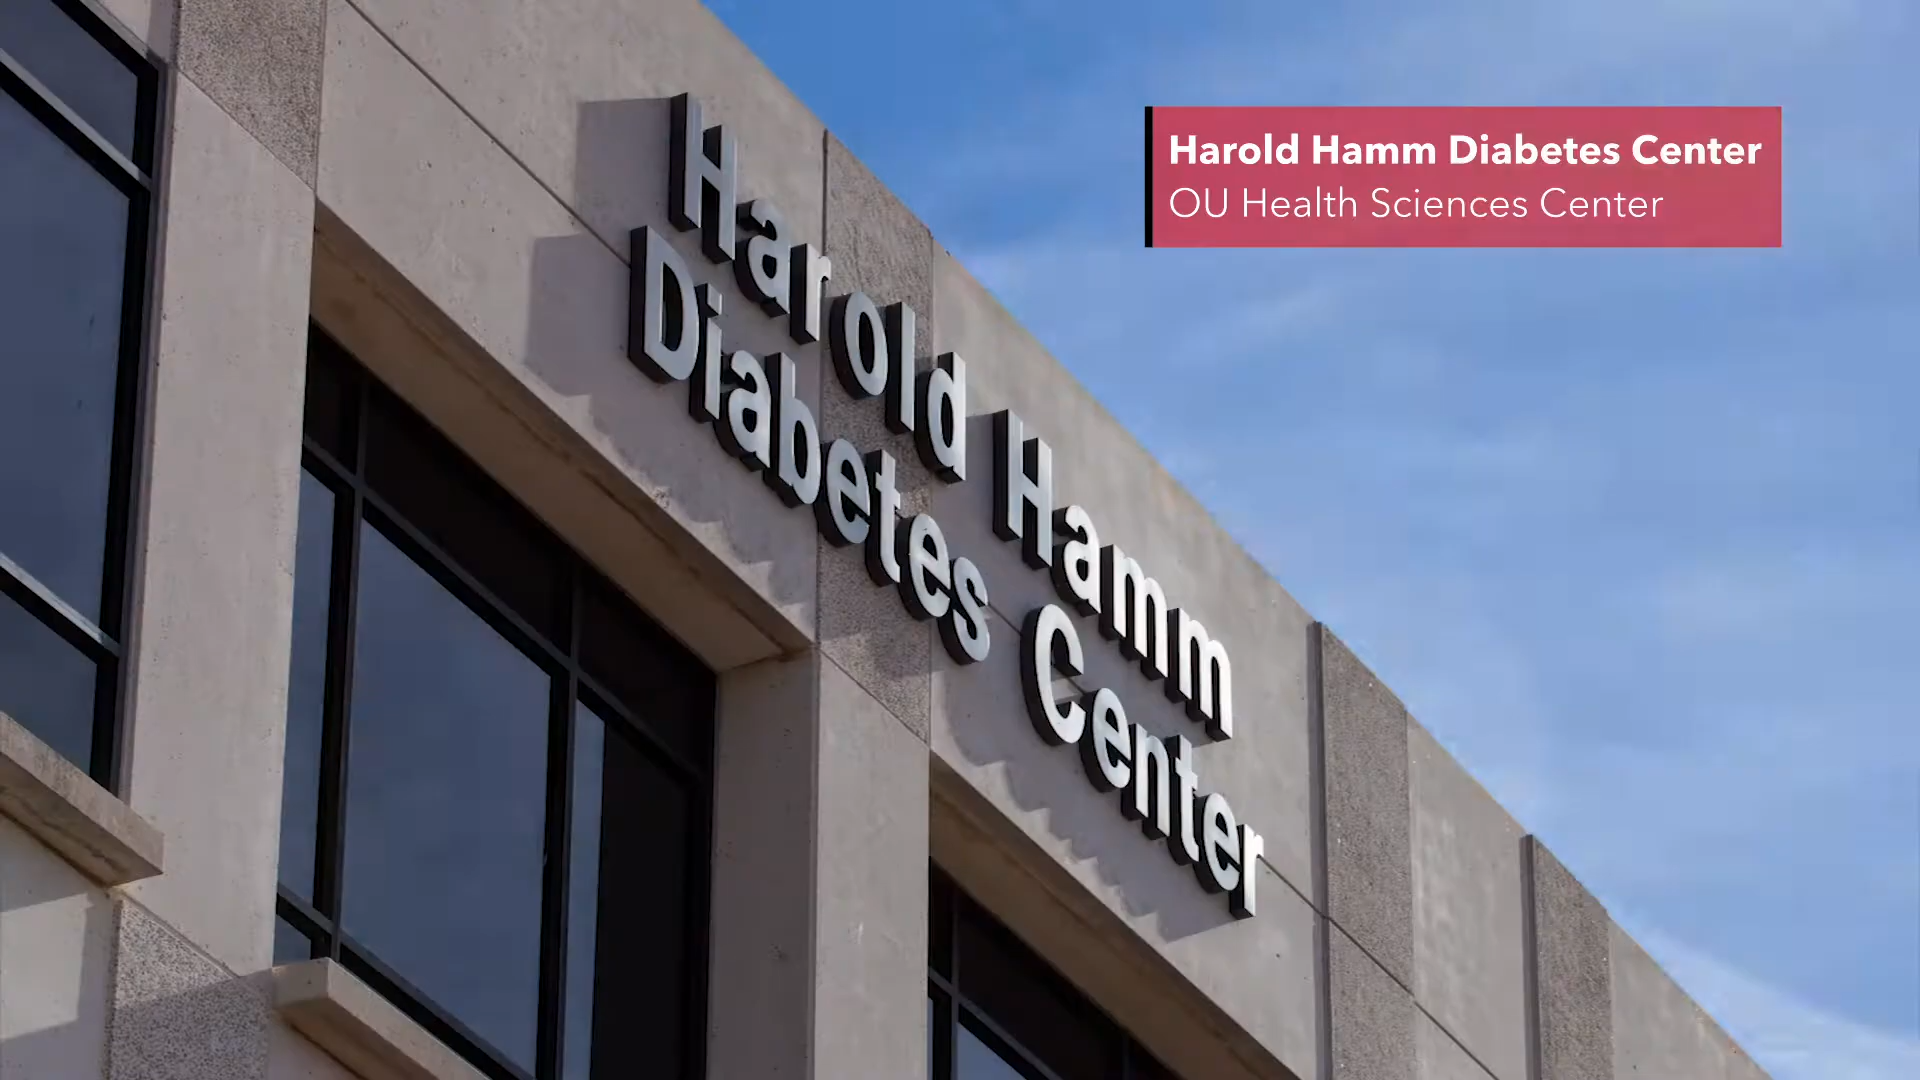 Harold Hamm
Diabetes Center
Harold Hamm Diabetes Center
OU Health Sciences Center